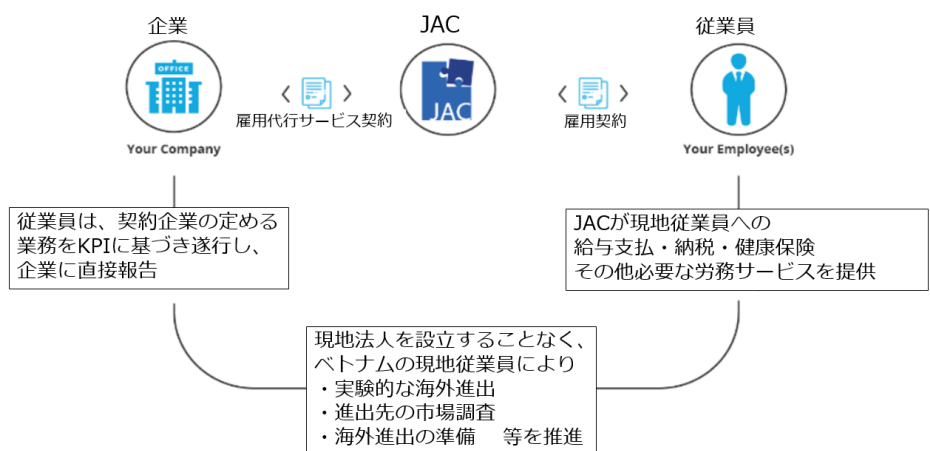 企業
JAC
従業員
OFFICE
JAC
雇用代行サービス契約
雇用契約
Your Company
Your Employee(s)
従業員は、契約企業の定める
業務をKPIに基づき遂行し、
企業に直接報告
JACが現地従業員への
給与支払・納税・健康保険
その他必要な労務サービスを提供
現地法人を設立することなく、
ベトナムの現地従業員により
・実験的な海外進出
・進出先の市場調査
・海外進出の準備　等を推進